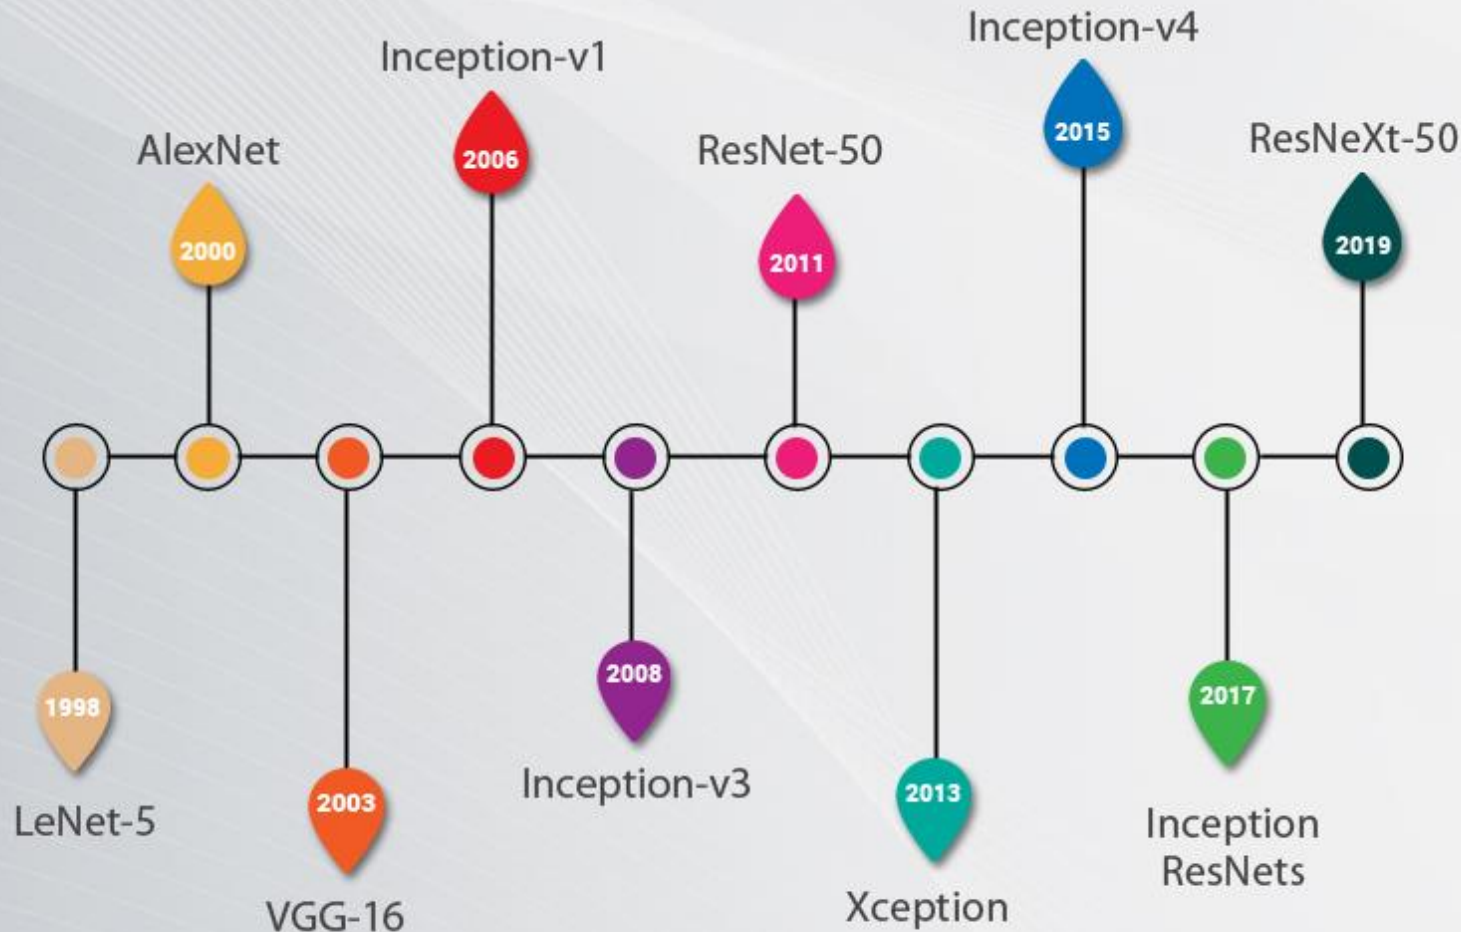 Inception-v4
2015
Inception-v1
2006
AlexNet
2000
ResNet-50
2011
ResNeXt-50
2019
1998
LeNet-5
2003
VGG-16
2008
Inception-v3
2013
Xception
2017
Inception
ResNets